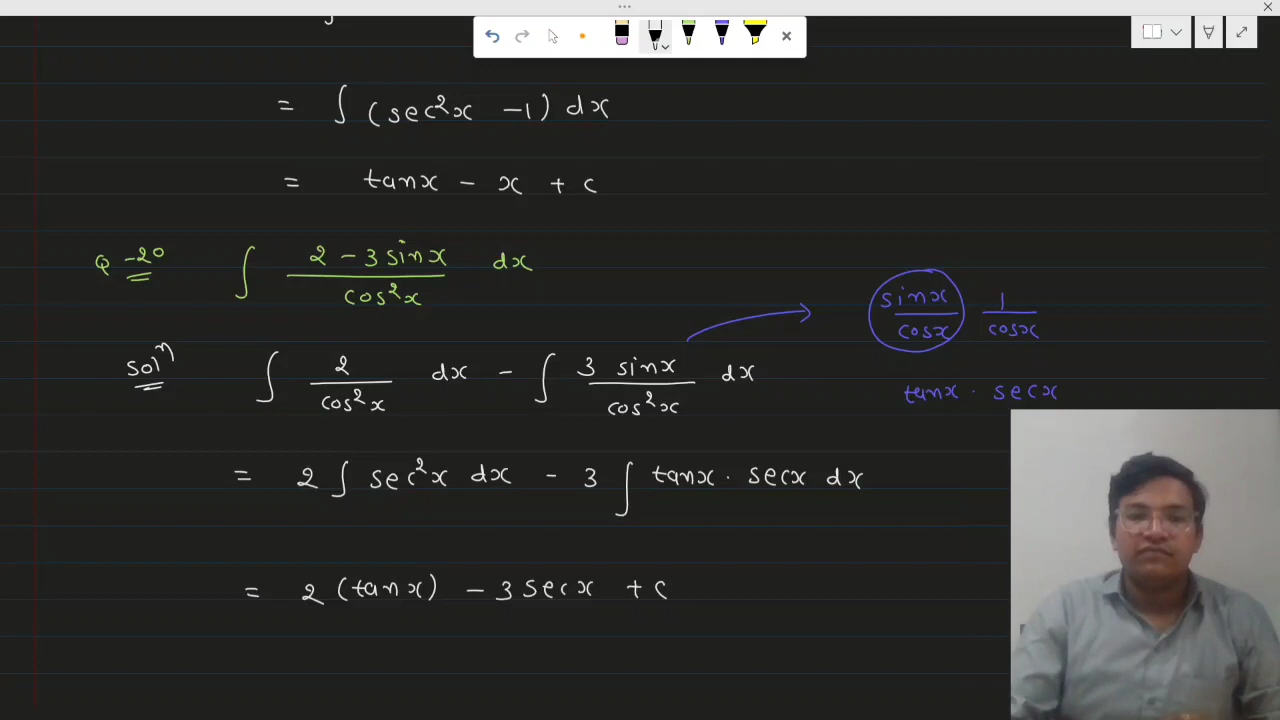 = ∫ (sec²x - 1) dx
= tanx - x + c
Q-20 ∫ (2 - 3 sinx)/(cos²x) dx
Solⁿ ∫ 2/(cos²x) dx - ∫ (3 sinx)/(cos²x) dx
sinx/cosx 1/cosx
tanx . secx
= 2 ∫ sec²x dx - 3 ∫ tanx . secx dx
= 2 (tanx) - 3 secx + c